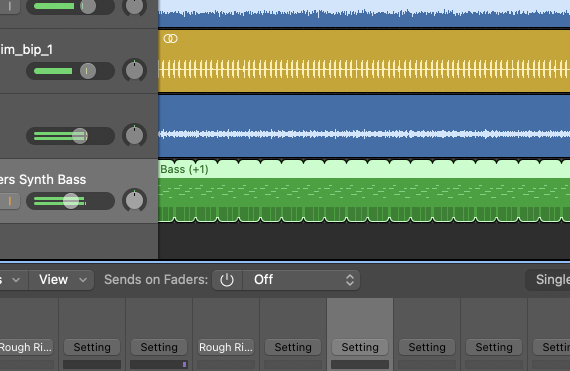 im_bip_1
ers Synth Bass
Bass (+1)
s View Sends on Faders: Off Single
Rough Ri... Setting Setting Rough Ri... Setting Setting Setting Setting Setti